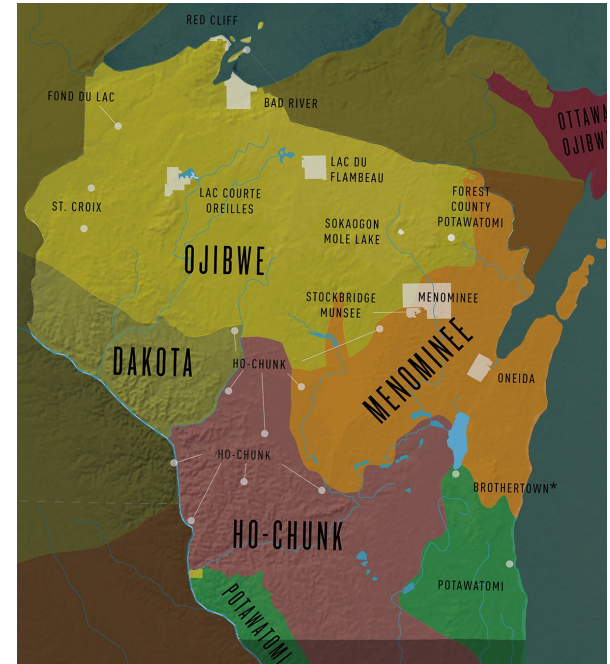 RED CLIFF
FOND DU LAC
BAD RIVER
OTTAWA
OJIBW
LAC DU
FLAMBEAU
LAC COURTE
OREILLES
ST. CROIX
FOREST
COUNTY
POTAWATOMI
SOKAOGON
MOLE LAKE
OJIBWE
STOCKBRIDGE
MUNSEE
MENOMINEE
DAKOTA
HO-CHUNK
MENOMINEE
ONEIDA
HO-CHUNK
BROTHERTOWN*
HO-CHUNK
POTAWATOMI
POTAWATOMI